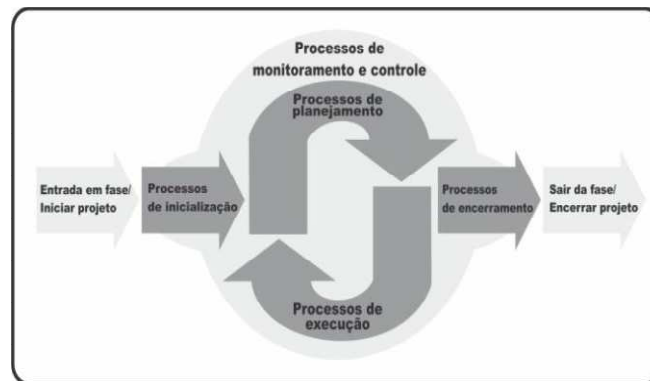 Processos de
monitoramento e controle
Processos de
planejamento
Entrada em fase/
Iniciar projeto
Processos
de inicialização
Processos
de encerramento
Sair da fase/
Encerrar projeto
Processos de
execução